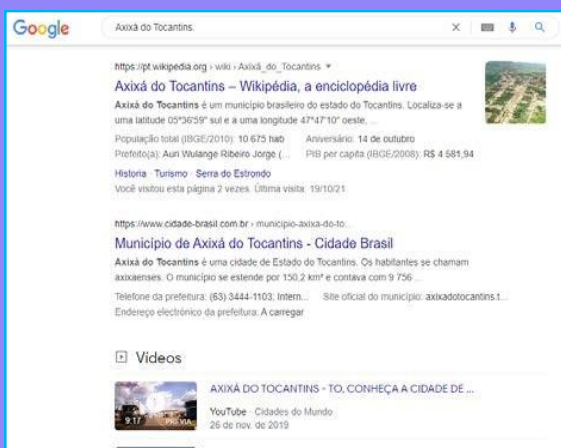 Google
Axixá do Tocantins.
https://pt.wikipedia.org › wiki › Axixá_do_Tocantins
Axixá do Tocantins – Wikipédia, a enciclopédia livre
Axixá do Tocantins é um município brasileiro do estado do Tocantins. Localiza-se a
uma latitude 05º36'59" sul e a uma longitude 47º47'10" oeste, ...
População total (IBGE/2010): 10 675 hab Aniversário: 14 de outubro
Prefeito(a): Auri Wulange Ribeiro Jorge (... PIB per capita (IBGE/2008): R$ 4 581,94
Historia · Turismo · Serra do Estrondo
Você visitou esta página 2 vezes. Última visita: 19/10/21
https://www.cidade-brasil.com.br › municipio-axixa-do-to...
Município de Axixá do Tocantins - Cidade Brasil
Axixá do Tocantins é uma cidade de Estado do Tocantins. Os habitantes se chamam
axixaenses. O município se estende por 150,2 km² e contava com 9 756 ...
Telefone da prefeitura: (63) 3444-1103; Intern... Site oficial do município: axixadotocantins.t...
Endereço electrónico da prefeitura: A carregar
Vídeos
AXIXÁ DO TOCANTINS - TO, CONHEÇA A CIDADE DE ...
YouTube · Cidades do Mundo
26 de nov. de 2019
9:17 PRÉVIA